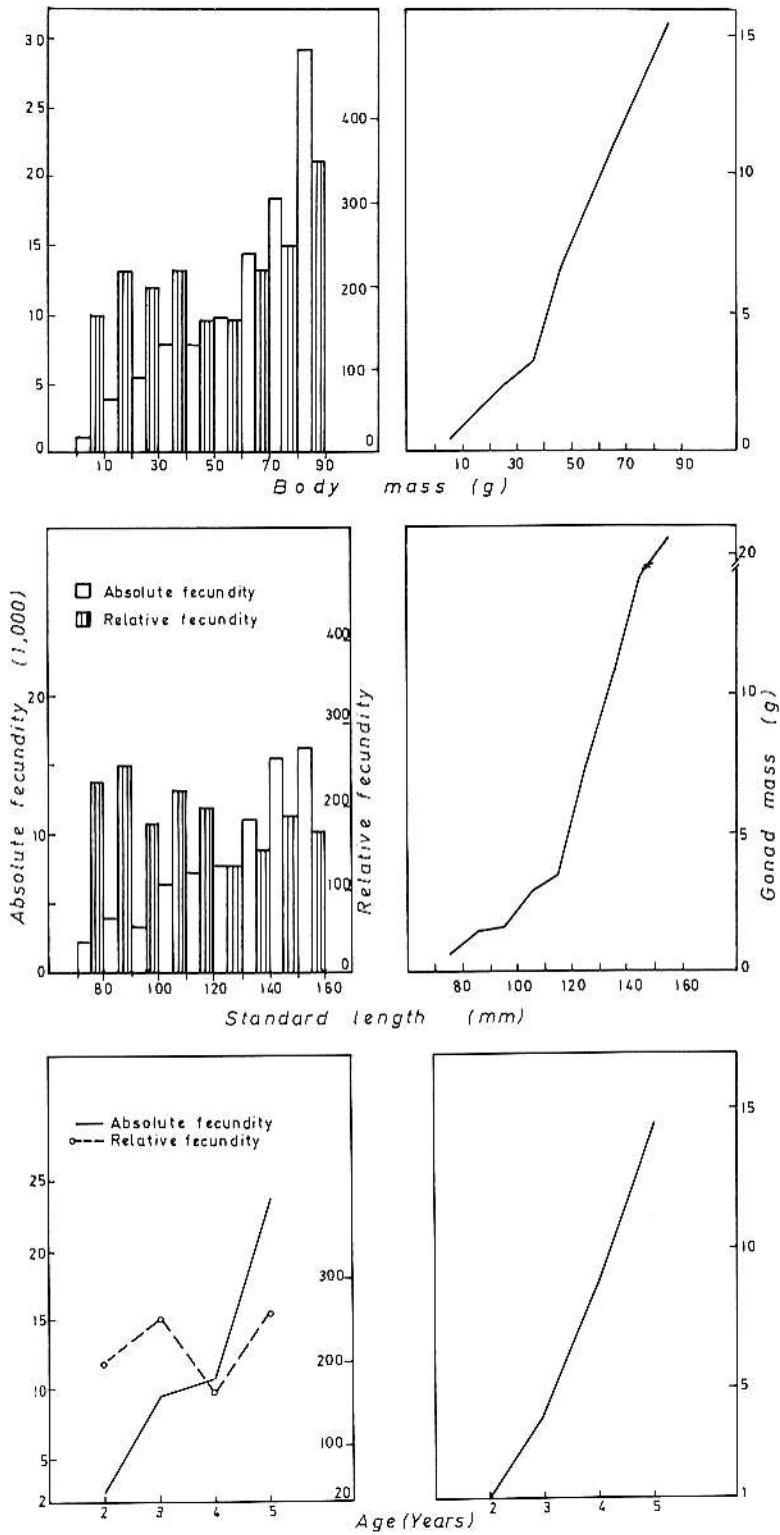 30
25
20
15
10
5
0
400
300
200
100
0
10 30 50 70 90
15
10
5
0
10 30 50 70 90
Body mass (g)
Absolute fecundity (1,000)
Absolute fecundity
Relative fecundity
20
15
10
5
0
400
300
200
100
0
Relative fecundity
80 100 120 140 160
20
10
5
0
Gonad mass (g)
80 100 120 140 160
Standard length (mm)
Absolute fecundity
Relative fecundity
25
20
15
10
5
2
300
200
100
20
2 3 4 5
15
10
5
1
2 3 4 5
Age (Years)